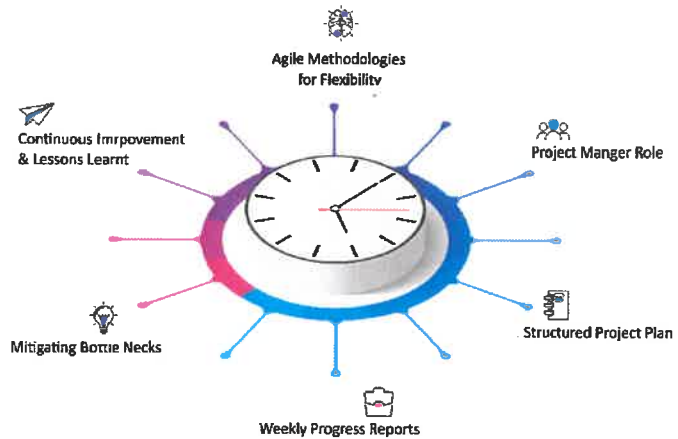 Agile Methodologies
for Flexibility
Continuous Imrpovement
& Lessons Learnt
Project Manger Role
Mitigating Bottle Necks
Structured Project Plan
Weekly Progress Reports